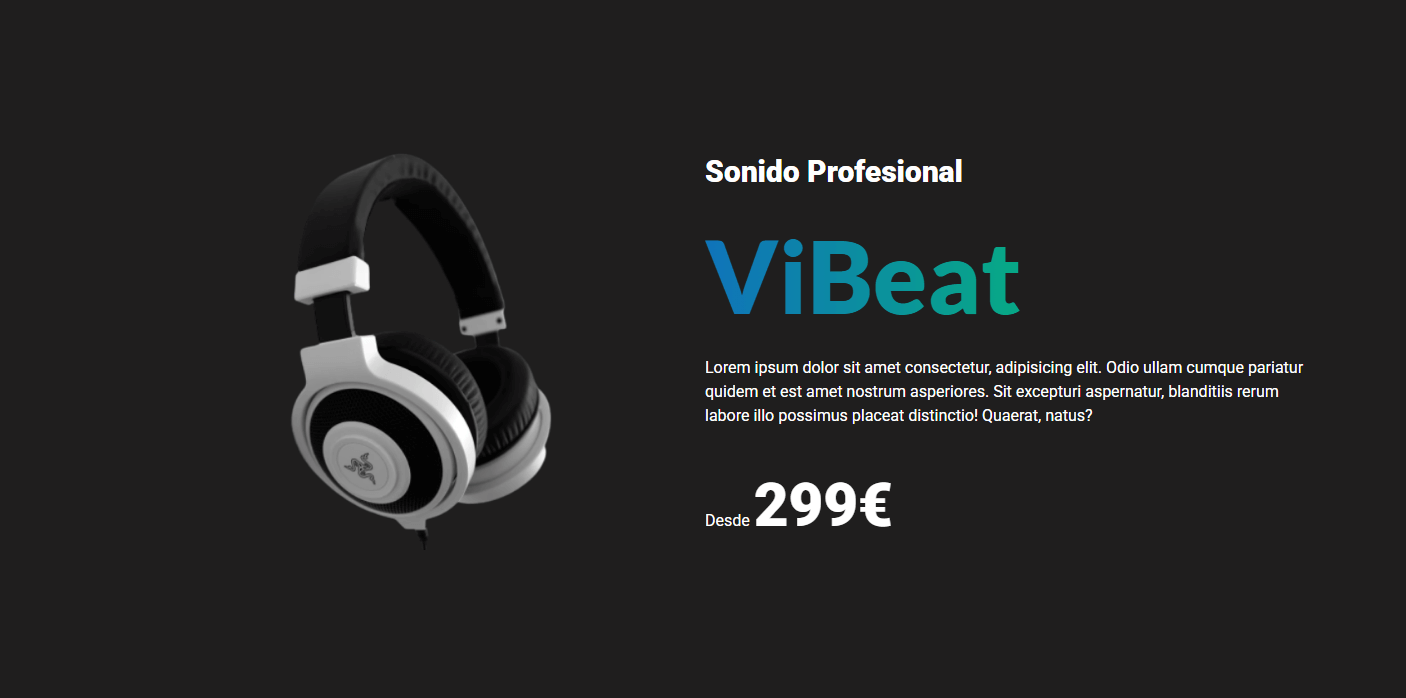 Sonido Profesional
ViBeat
Lorem ipsum dolor sit amet consectetur, adipisicing elit. Odio ullam cumque pariatur
quidem et est amet nostrum asperiores. Sit excepturi aspernatur, blanditiis rerum
labore illo possimus placeat distinctio! Quaerat, natus?
Desde 299€